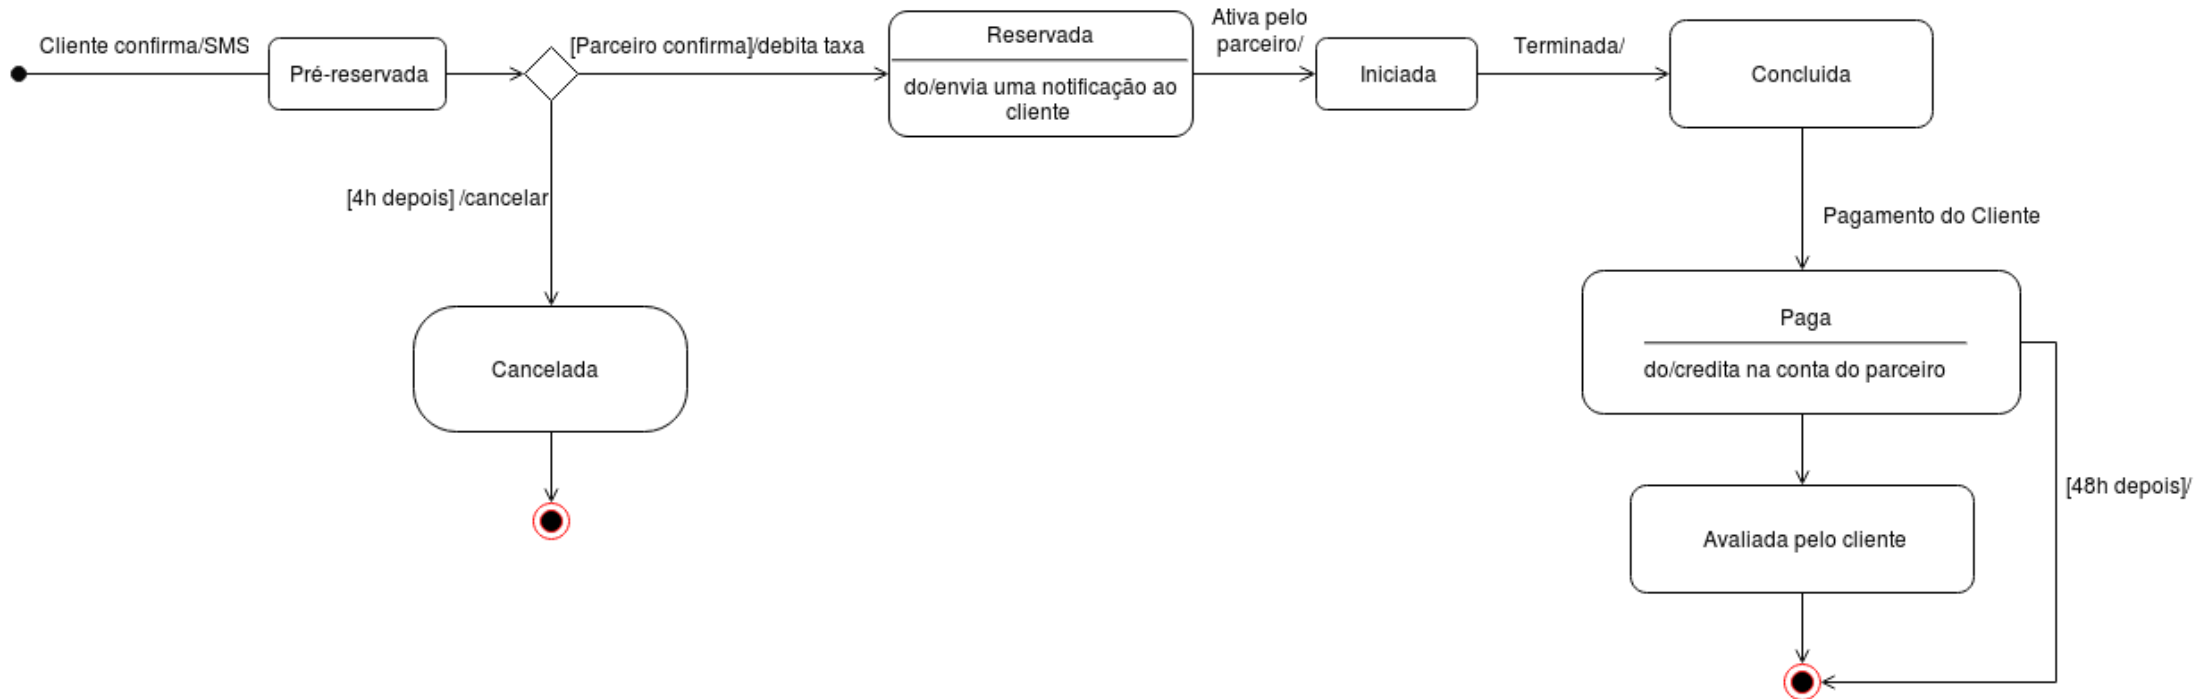 Cliente confirma/SMS
Pré-reservada
[Parceiro confirma]/debita taxa
Reservada
do/envia uma notificação ao
cliente
Ativa pelo
parceiro/
Iniciada
Terminada/
Concluida
[4h depois] /cancelar
Pagamento do Cliente
Cancelada
Paga
do/credita na conta do parceiro
[48h depois]/
Avaliada pelo cliente